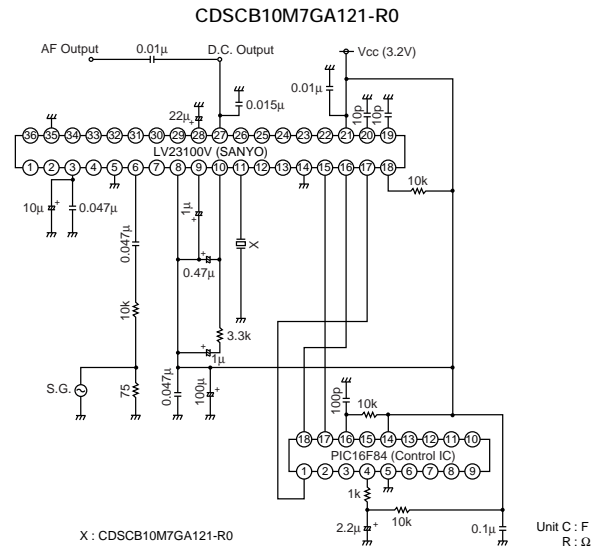 CDSCB10M7GA121-R0
AF Output
0.01µ
D.C. Output
Vcc (3.2V)
0.01µ
22µ
+
0.015µ
10p
10p
36 35 34 33 32 31 30 29 28 27 26 25 24 23 22 21 20 19
LV23100V (SANYO)
1 2 3 4 5 6 7 8 9 10 11 12 13 14 15 16 17 18
10k
10µ
+
0.047µ
0.047µ
1µ
+
X
+
0.47µ
10k
3.3k
+
1µ
S.G.
75
0.047µ
100µ
+
100p
10k
18 17 16 15 14 13 12 11 10
PIC16F84 (Control IC)
1 2 3 4 5 6 7 8 9
1k
10k
2.2µ
+
0.1µ
X : CDSCB10M7GA121-R0
Unit C : F
R : Ω